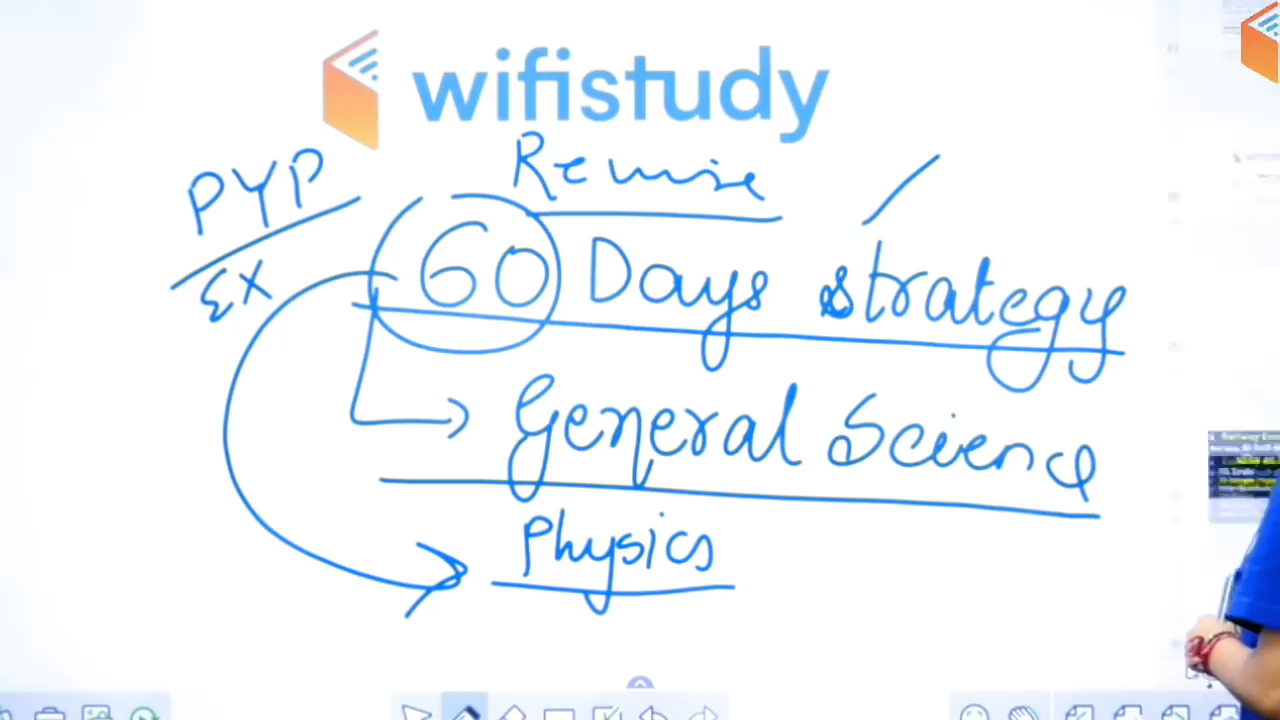 wifistudy
Revise
PYP
EX
60 Days strategy
General Science
Physics